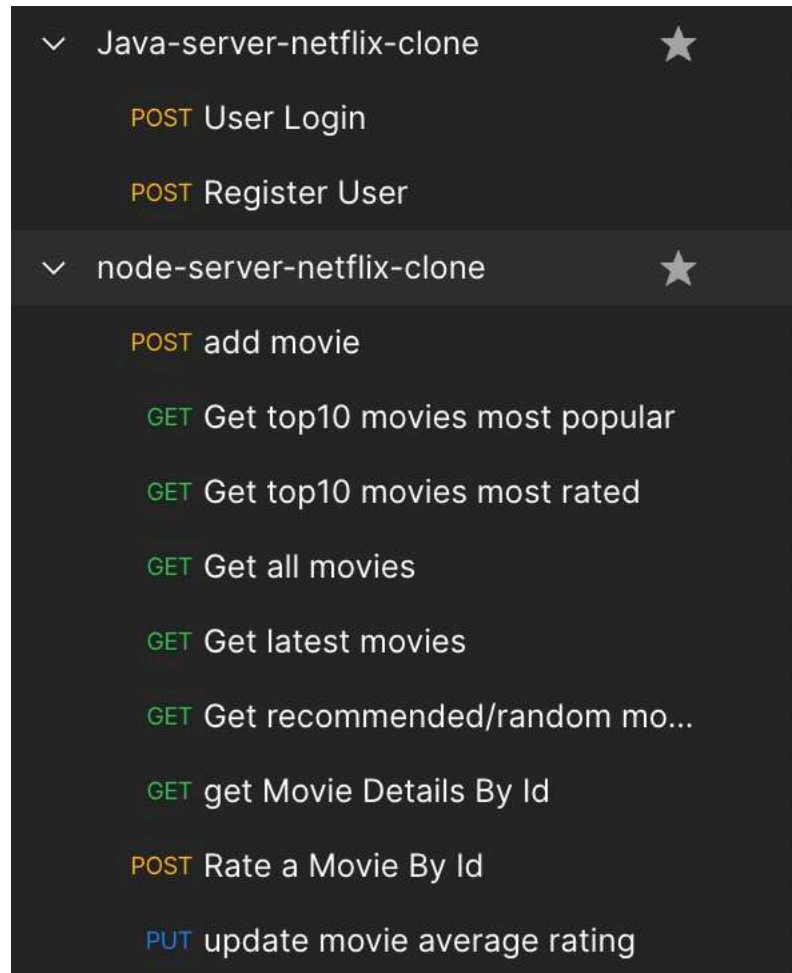 Java-server-netflix-clone
POST User Login
POST Register User
node-server-netflix-clone
POST add movie
GET Get top10 movies most popular
GET Get top10 movies most rated
GET Get all movies
GET Get latest movies
GET Get recommended/random mo...
GET get Movie Details By Id
POST Rate a Movie By Id
PUT update movie average rating